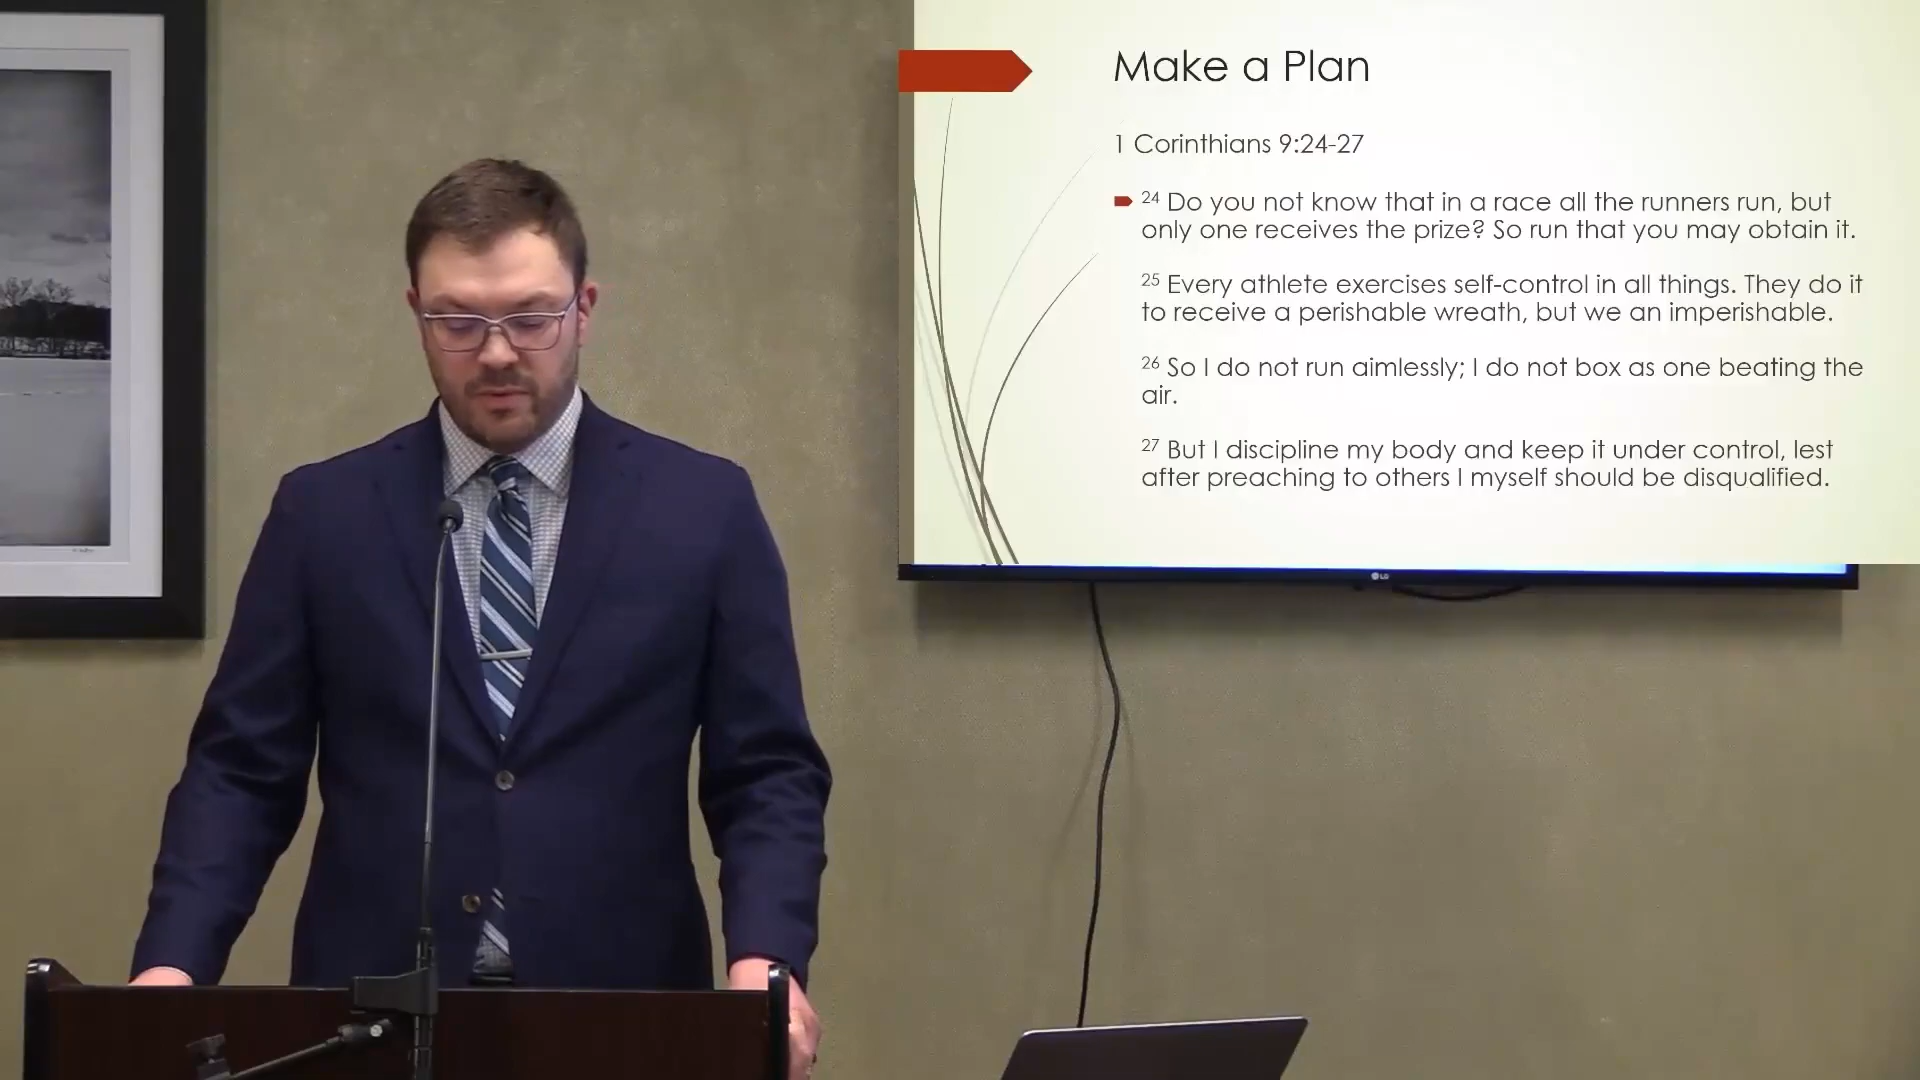 Make a Plan
1 Corinthians 9:24-27
24 Do you not know that in a race all the runners run, but
only one receives the prize? So run that you may obtain it.
25 Every athlete exercises self-control in all things. They do it
to receive a perishable wreath, but we an imperishable.
26 So I do not run aimlessly; I do not box as one beating the
air.
27 But I discipline my body and keep it under control, lest
after preaching to others I myself should be disqualified.
LG